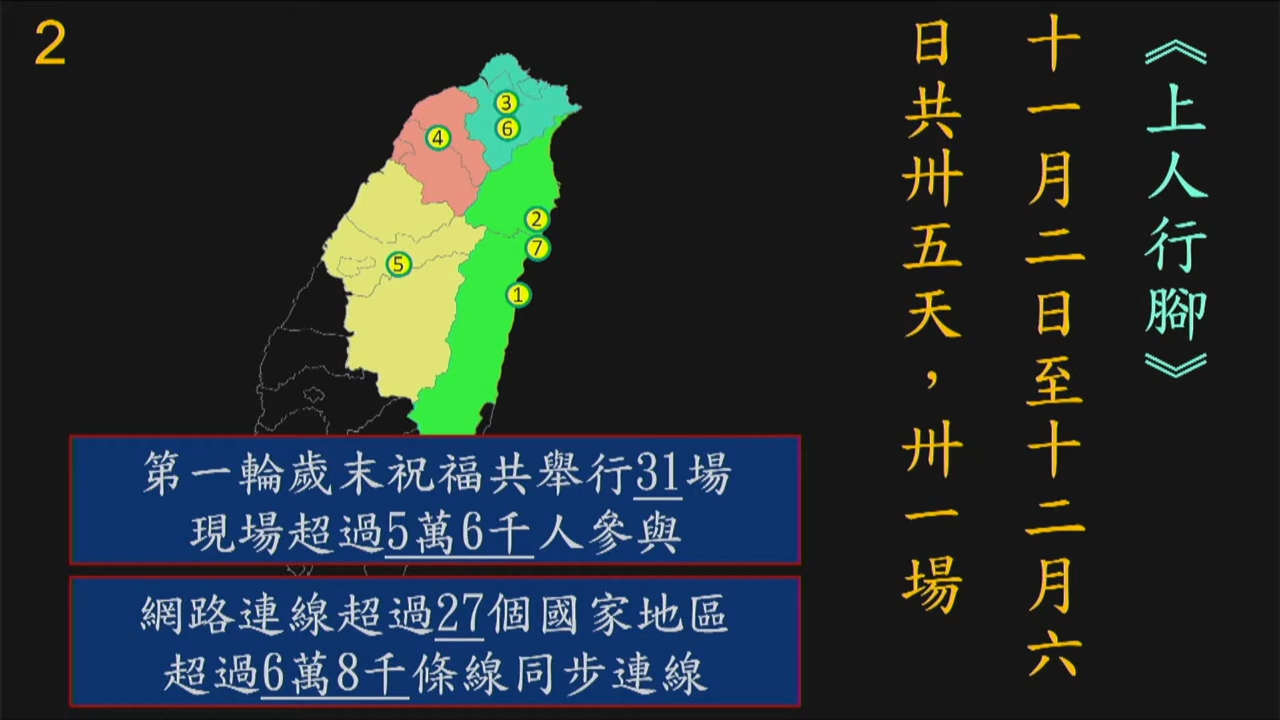 2
《上人行腳》
十一月二日至十二月六
日共卅五天，卅一場
3
6
4
2
7
5
1
第一輪歲末祝福共舉行31場
現場超過5萬6千人參與
網路連線超過27個國家地區
超過6萬8千條線同步連線